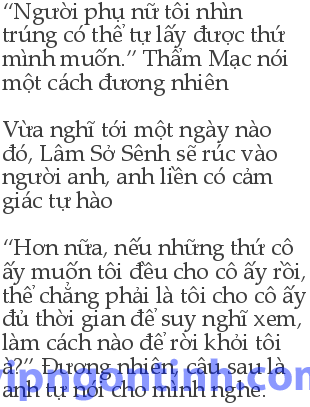 “Người phụ nữ tôi nhìn
trúng có thể tự lấy được thứ
mình muốn.” Thẩm Mạc nói
một cách đương nhiên
Vừa nghĩ tới một ngày nào
đó, Lâm Sở Sênh sẽ rúc vào
người anh, anh liền có cảm
giác tự hào
“Hơn nữa, nếu những thứ cô
ấy muốn tôi đều cho cô ấy rồi,
thể chẳng phải là tôi cho cô ấy
đủ thời gian để suy nghĩ xem,
làm cách nào để rời khỏi tôi
à?” Đương nhiên, câu sau là
anh tự nói cho mình nghe.
vipngontinh.com